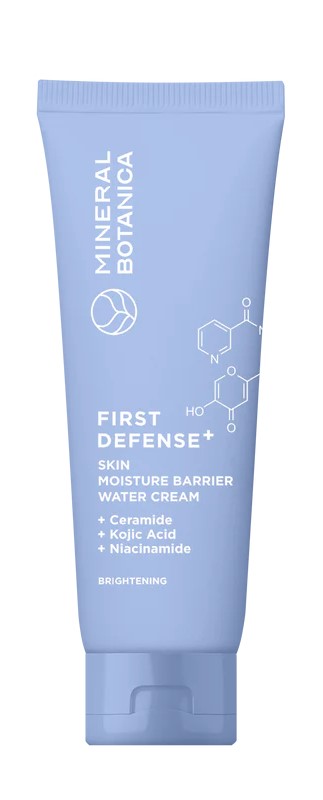 MINERAL
BOTANICA
O
N
N
O
HO
O
FIRST
DEFENSE+
SKIN
MOISTURE BARRIER
WATER CREAM
+ Ceramide
+ Kojic Acid
+ Niacinamide
BRIGHTENING